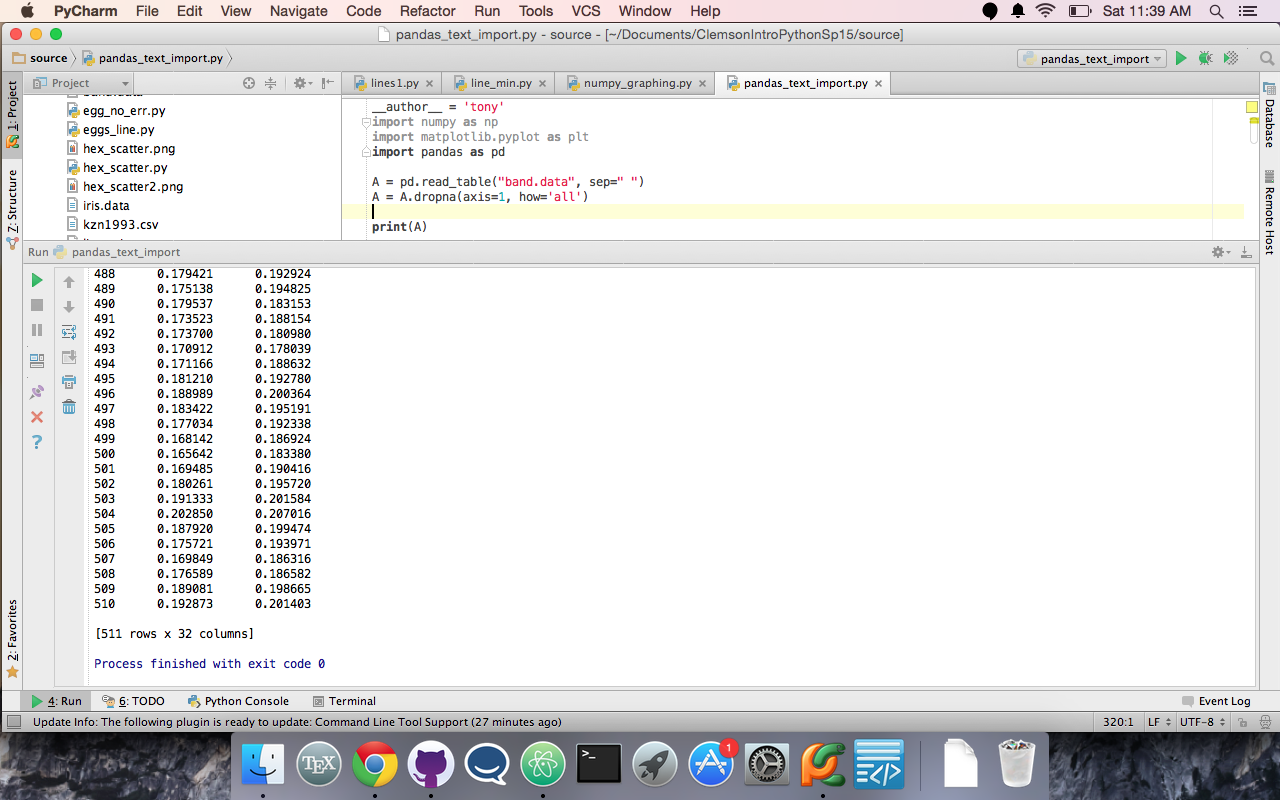 PyCharm File Edit View Navigate Code Refactor Run Tools VCS Window Help Sat 11:39 AM
pandas_text_import.py - source - [~/Documents/ClemsonIntroPythonSp15/source]
source pandas_text_import.py pandas_text_import
1: Project
Z: Structure
2: Favorites
Database
Remote Host
Project
lines1.py line_min.py numpy_graphing.py pandas_text_import.py
egg_no_err.py
eggs_line.py
hex_scatter.png
hex_scatter.py
hex_scatter2.png
iris.data
kzn1993.csv
__author__ = 'tony'
import numpy as np
import matplotlib.pyplot as plt
import pandas as pd
A = pd.read_table("band.data", sep=" ")
A = A.dropna(axis=1, how='all')
print(A)
Run pandas_text_import
488 0.179421 0.192924
489 0.175138 0.194825
490 0.179537 0.183153
491 0.173523 0.188154
492 0.173700 0.180980
493 0.170912 0.178039
494 0.171166 0.188632
495 0.181210 0.192780
496 0.188989 0.200364
497 0.183422 0.195191
498 0.177034 0.192338
499 0.168142 0.186924
500 0.165642 0.183380
501 0.169485 0.190416
502 0.180261 0.195720
503 0.191333 0.201584
504 0.202850 0.207016
505 0.187920 0.199474
506 0.175721 0.193971
507 0.169849 0.186316
508 0.176589 0.186582
509 0.189081 0.198665
510 0.192873 0.201403
[511 rows x 32 columns]
Process finished with exit code 0
4: Run 6: TODO Python Console Terminal Event Log
Update Info: The following plugin is ready to update: Command Line Tool Support (27 minutes ago) 320:1 LF UTF-8
TEX
1